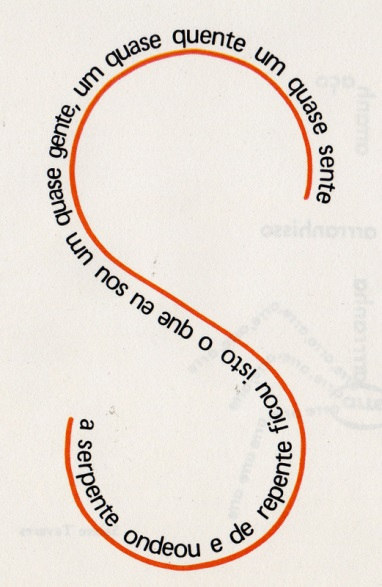 a serpente ondeou e de repente ficou isto o que eu sou um quase gente, um quase quente um quase sente